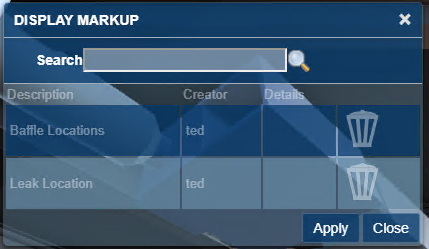 DISPLAY MARKUP
Search
Description Creator Details
Baffle Locations ted
Leak Location ted
Apply Close